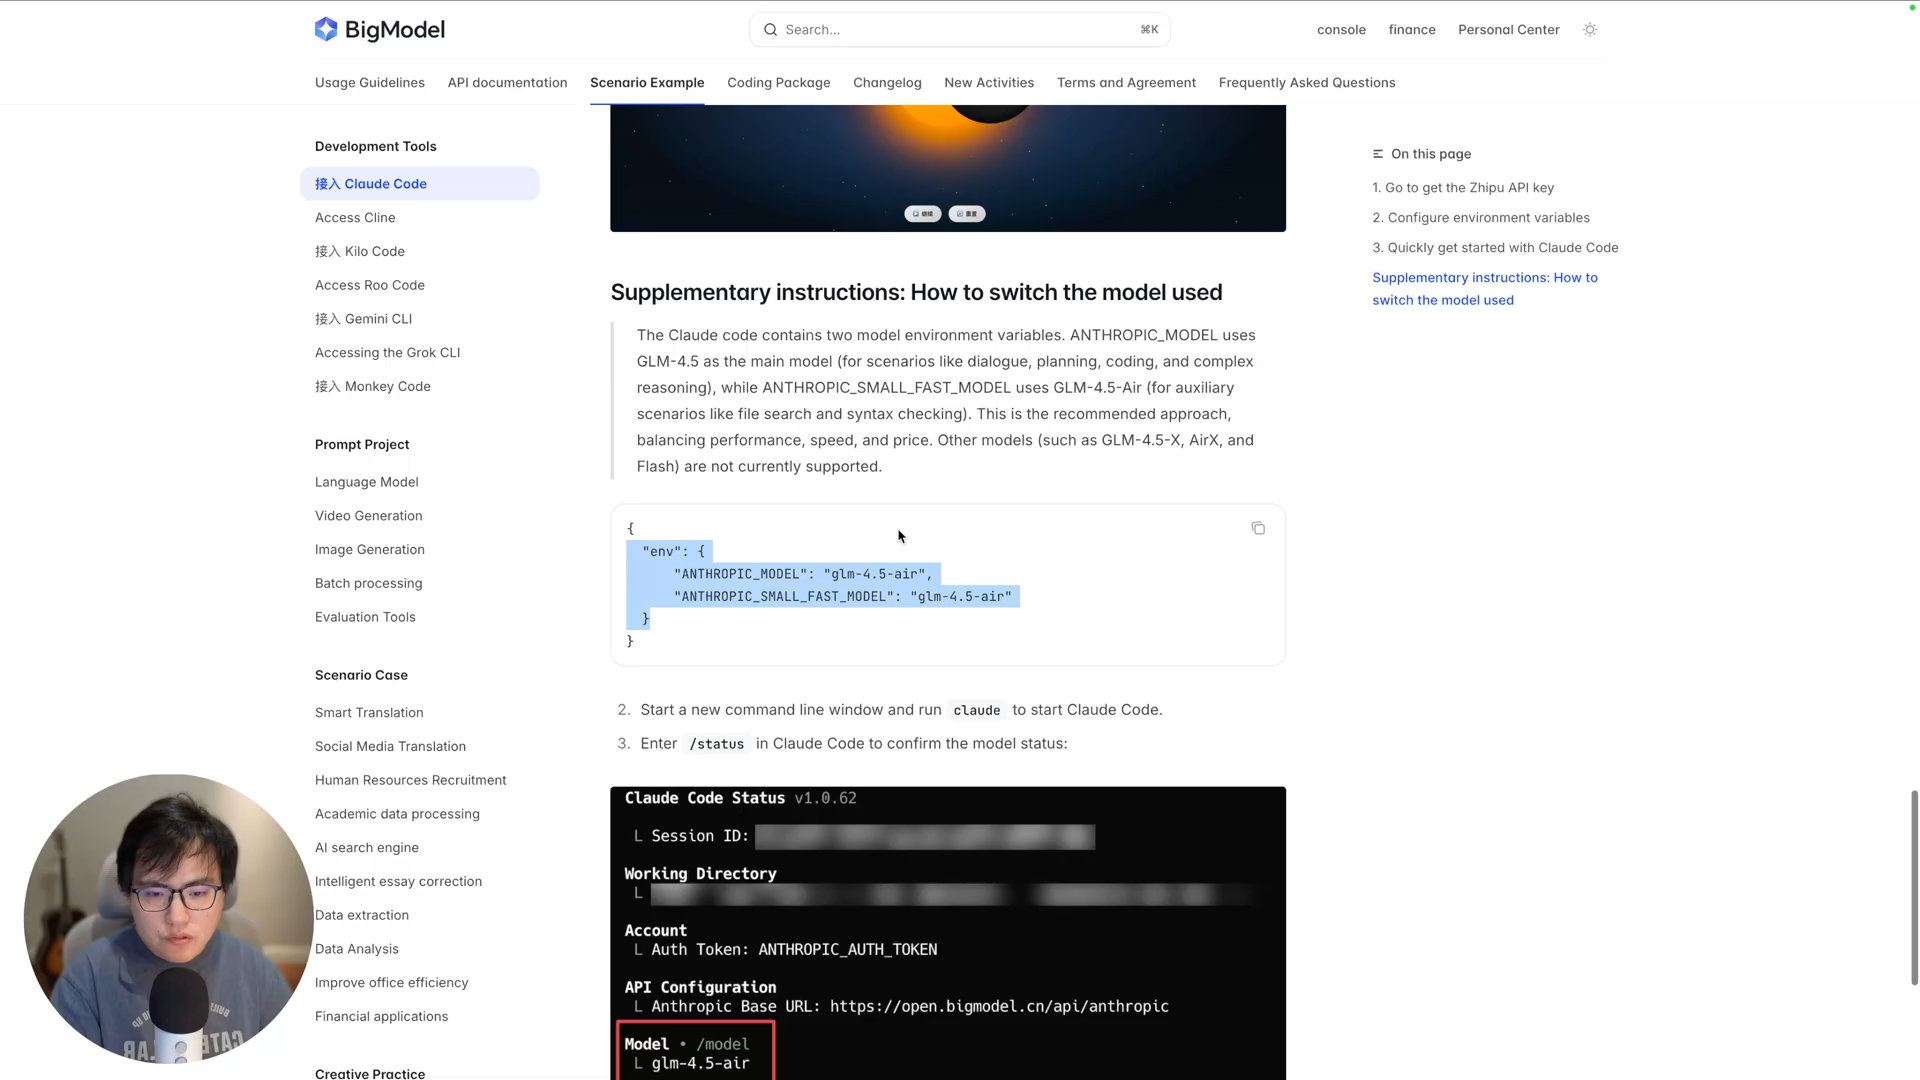 BigModel
Search...
⌘K
console
finance
Personal Center
Usage Guidelines
API documentation
Scenario Example
Coding Package
Changelog
New Activities
Terms and Agreement
Frequently Asked Questions
Development Tools
接入 Claude Code
Access Cline
接入 Kilo Code
Access Roo Code
接入 Gemini CLI
Accessing the Grok CLI
接入 Monkey Code
Prompt Project
Language Model
Video Generation
Image Generation
Batch processing
Evaluation Tools
Scenario Case
Smart Translation
Social Media Translation
Human Resources Recruitment
Academic data processing
AI search engine
Intelligent essay correction
Data extraction
Data Analysis
Improve office efficiency
Financial applications
Creative Practice
重置
Supplementary instructions: How to switch the model used
The Claude code contains two model environment variables. ANTHROPIC_MODEL uses
GLM-4.5 as the main model (for scenarios like dialogue, planning, coding, and complex
reasoning), while ANTHROPIC_SMALL_FAST_MODEL uses GLM-4.5-Air (for auxiliary
scenarios like file search and syntax checking). This is the recommended approach,
balancing performance, speed, and price. Other models (such as GLM-4.5-X, AirX, and
Flash) are not currently supported.
{
"env": {
"ANTHROPIC_MODEL": "glm-4.5-air",
"ANTHROPIC_SMALL_FAST_MODEL": "glm-4.5-air"
}
}
2. Start a new command line window and run claude to start Claude Code.
3. Enter /status in Claude Code to confirm the model status:
Claude Code Status v1.0.62
L Session ID:
Working Directory
L
Account
L Auth Token: ANTHROPIC_AUTH_TOKEN
API Configuration
L Anthropic Base URL: https://open.bigmodel.cn/api/anthropic
Model • /model
L glm-4.5-air
On this page
1. Go to get the Zhipu API key
2. Configure environment variables
3. Quickly get started with Claude Code
Supplementary instructions: How to
switch the model used